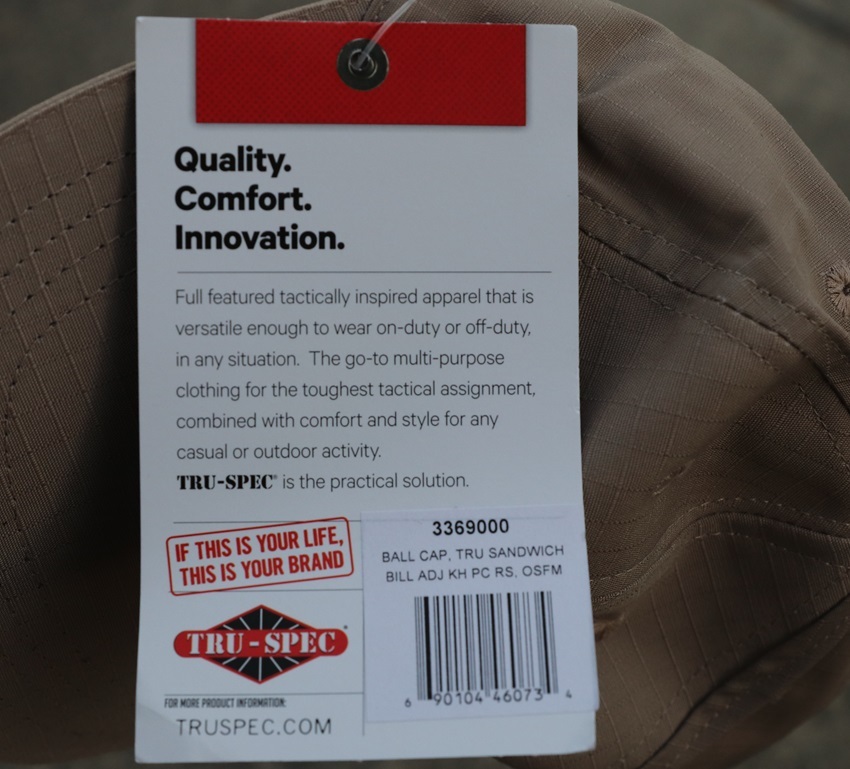 Quality.
Comfort.
Innovation.
Full featured tactically inspired apparel that is
versatile enough to wear on-duty or off-duty,
in any situation. The go-to multi-purpose
clothing for the toughest tactical assignment,
combined with comfort and style for any
casual or outdoor activity.
TRU-SPEC® is the practical solution.
IF THIS IS YOUR LIFE,
THIS IS YOUR BRAND
TRU-SPEC®
FOR MORE PRODUCT INFORMATION:
TRUSPEC.COM
3369000
BALL CAP, TRU SANDWICH
BILL ADJ KH PC RS, OSFM
6 90104 46073 4